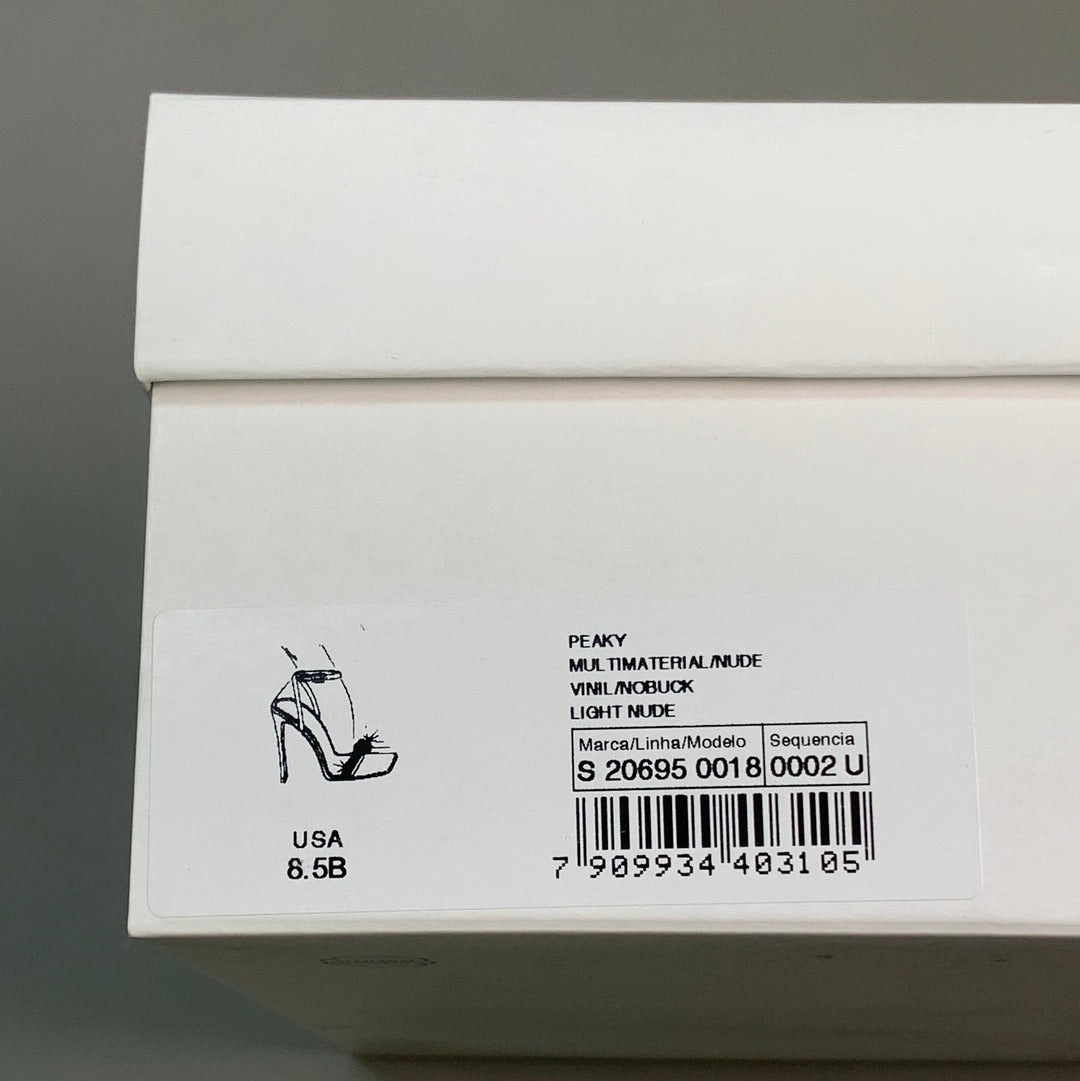 PEAKY
MULTIMATERIAL/NUDE
VINIL/NOBUCK
LIGHT NUDE
Marca/Linha/Modelo Sequencia
S 20695 0018 0002 U
7 909934 403105
USA
8.5B